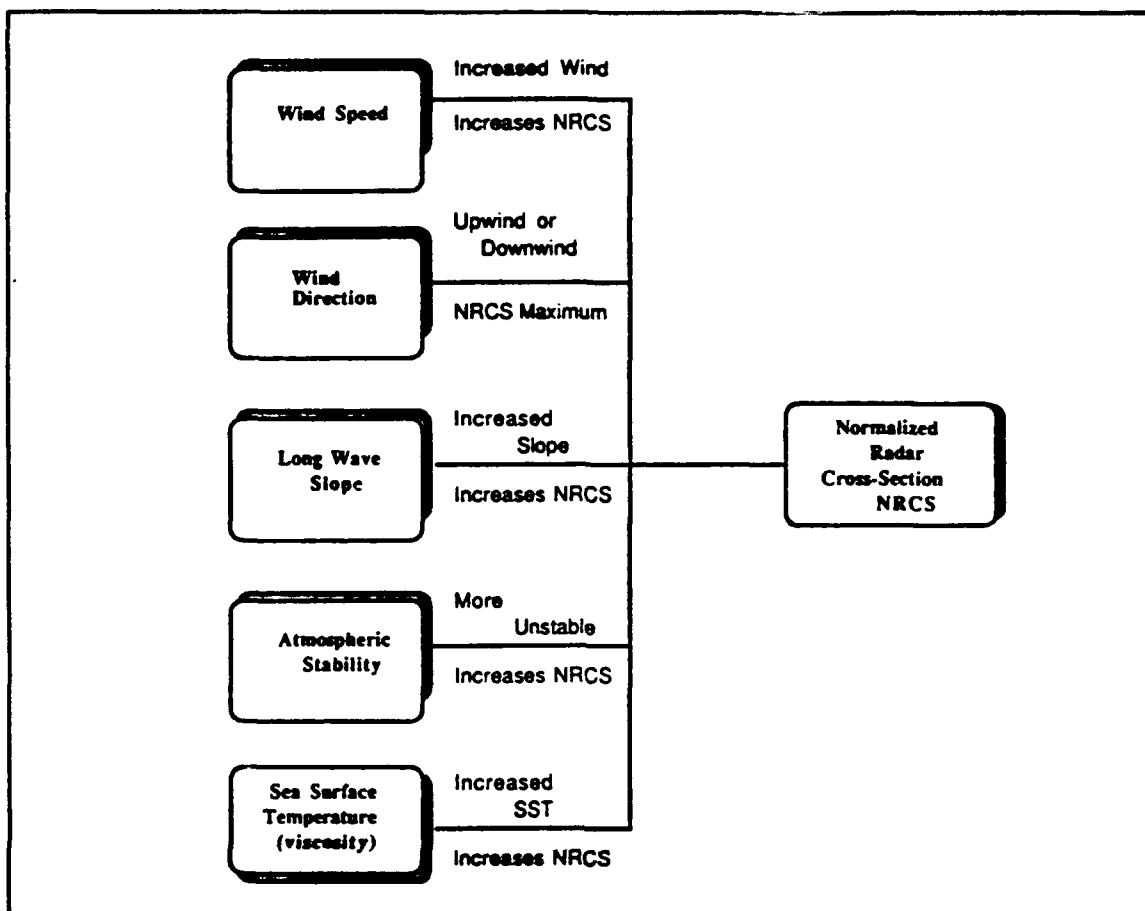 Increased Wind
Wind Speed
Increases NRCS
Upwind or
Downwind
Wind
Direction
NRCS Maximum
Increased
Slope
Long Wave
Slope
Increases NRCS
Normalized
Radar
Cross-Section
NRCS
More
Unstable
Atmospheric
Stability
Increases NRCS
Increased
SST
Sea Surface
Temperature
(viscosity)
Increases NRCS